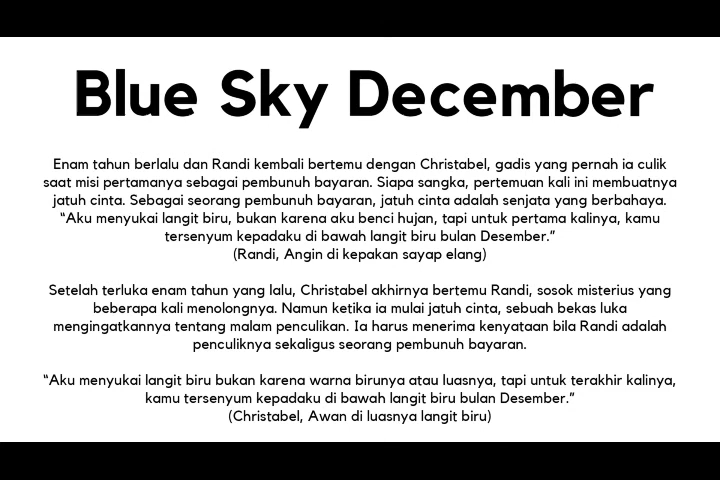 Blue Sky December
Enam tahun berlalu dan Randi kembali bertemu dengan Christabel, gadis yang pernah ia culik
saat misi pertamanya sebagai pembunuh bayaran. Siapa sangka, pertemuan kali ini membuatnya
jatuh cinta. Sebagai seorang pembunuh bayaran, jatuh cinta adalah senjata yang berbahaya.
“Aku menyukai langit biru, bukan karena aku benci hujan, tapi untuk pertama kalinya, kamu
tersenyum kepadaku di bawah langit biru bulan Desember.”
(Randi, Angin di kepakan sayap elang)
Setelah terluka enam tahun yang lalu, Christabel akhirnya bertemu Randi, sosok misterius yang
beberapa kali menolongnya. Namun ketika ia mulai jatuh cinta, sebuah bekas luka
mengingatkannya tentang malam penculikan. Ia harus menerima kenyataan bila Randi adalah
penculiknya sekaligus seorang pembunuh bayaran.
“Aku menyukai langit biru bukan karena warna birunya atau luasnya, tapi untuk terakhir kalinya,
kamu tersenyum kepadaku di bawah langit biru bulan Desember.”
(Christabel, Awan di luasnya langit biru)